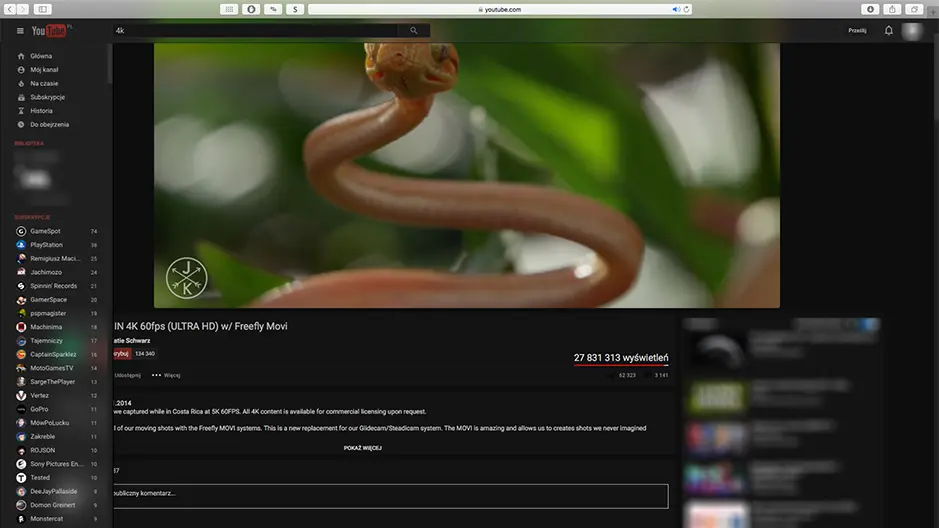 youtube.com
YouTube PL
4k
Prześlij
Główna
Mój kanał
Na czasie
Subskrypcje
Historia
Do obejrzenia
BIBLIOTEKA
SUBSKRYPCJE
GameSpot 74
PlayStation 36
Remigiusz Maci... 25
Jachimozo 24
Spinnin' Records 21
GamerSpace 20
pspmagister 19
Machinima 18
Tajemniczy 17
CaptainSparklez 16
MotoGamesTV 14
SargeThePlayer 13
Vertez 12
GoPro 11
MówPoLucku 11
Zakreble 11
ROJSON 10
Sony Pictures En... 10
Tested 10
DeeJayPallaside 9
Domon Greinert 9
Monstercat 9
J K
IN 4K 60fps (ULTRA HD) w/ Freefly Movi
atie Schwarz
krybuj 134 340
27 831 313 wyświetleń
Udostępnij ••• Więcej
62 323 3 141
.2014
we captured while in Costa Rica at 5K 60FPS. All 4K content is available for commercial licensing upon request.
l of our moving shots with the Freefly MOVI systems. This is a new replacement for our Glidecam/Steadicam system. The MOVI is amazing and allows us to creates shots we never imagined
POKAŻ WIĘCEJ
37
publiczny komentarz...